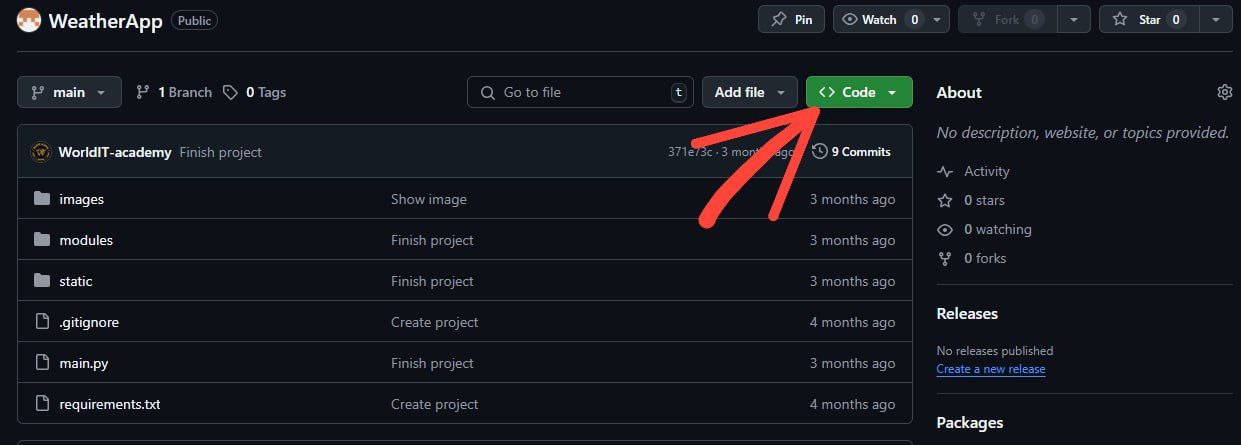 WeatherApp Public Pin Watch 0 Fork 0 Star 0
main 1 Branch 0 Tags Go to file t Add file Code
About
No description, website, or topics provided.
WorldIT-academy Finish project 371e73c · 3 months ago 9 Commits
Activity
images Show image 3 months ago
0 stars
modules Finish project 3 months ago
0 watching
0 forks
static Finish project 3 months ago
.gitignore Create project 4 months ago
Releases
No releases published
main.py Finish project 3 months ago
Create a new release
requirements.txt Create project 4 months ago
Packages